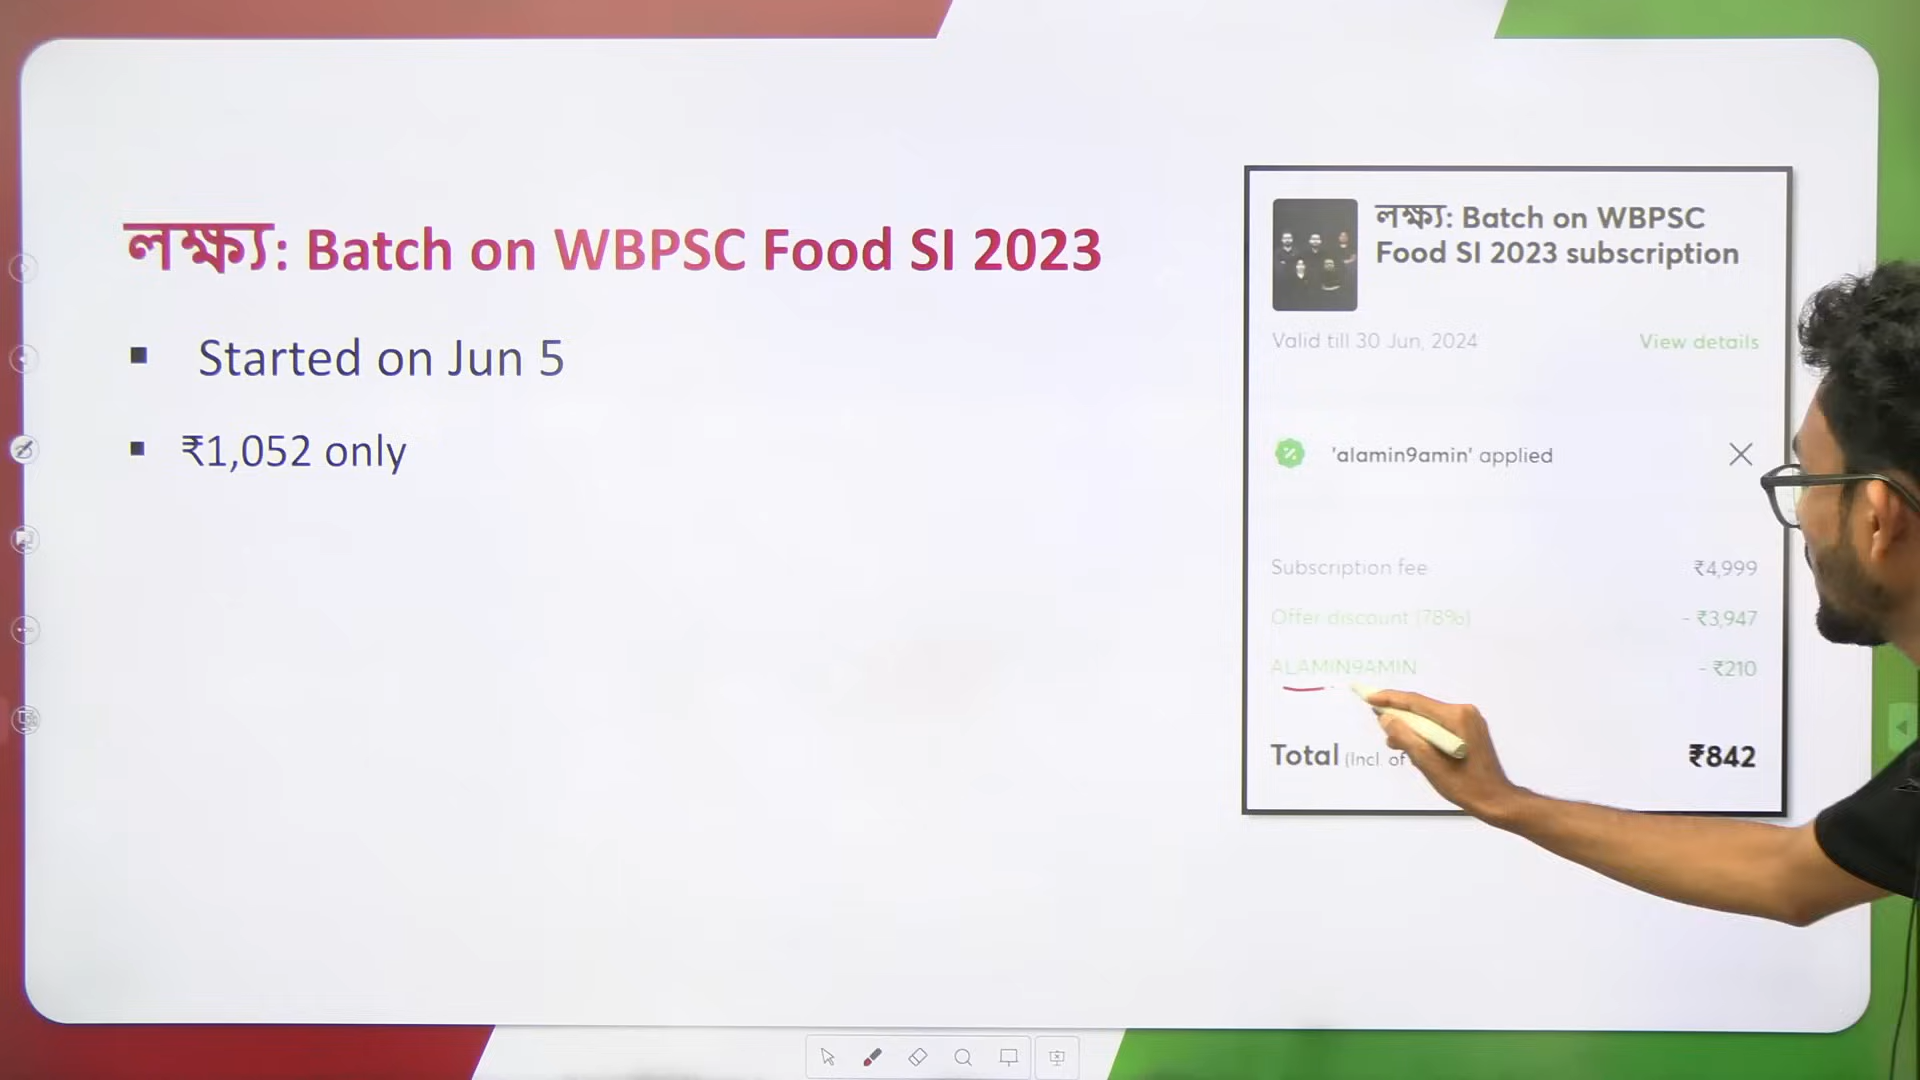 লক্ষ্য: Batch on WBPSC Food SI 2023
▪ Started on Jun 5
▪ ₹1,052 only
লক্ষ্য: Batch on WBPSC
Food SI 2023 subscription
Valid till 30 Jun, 2024 View details
'alamin9amin' applied
Subscription fee ₹4,999
Offer discount (78%) - ₹3,947
ALAMIN9AMIN - ₹210
Total (Incl. of ₹842